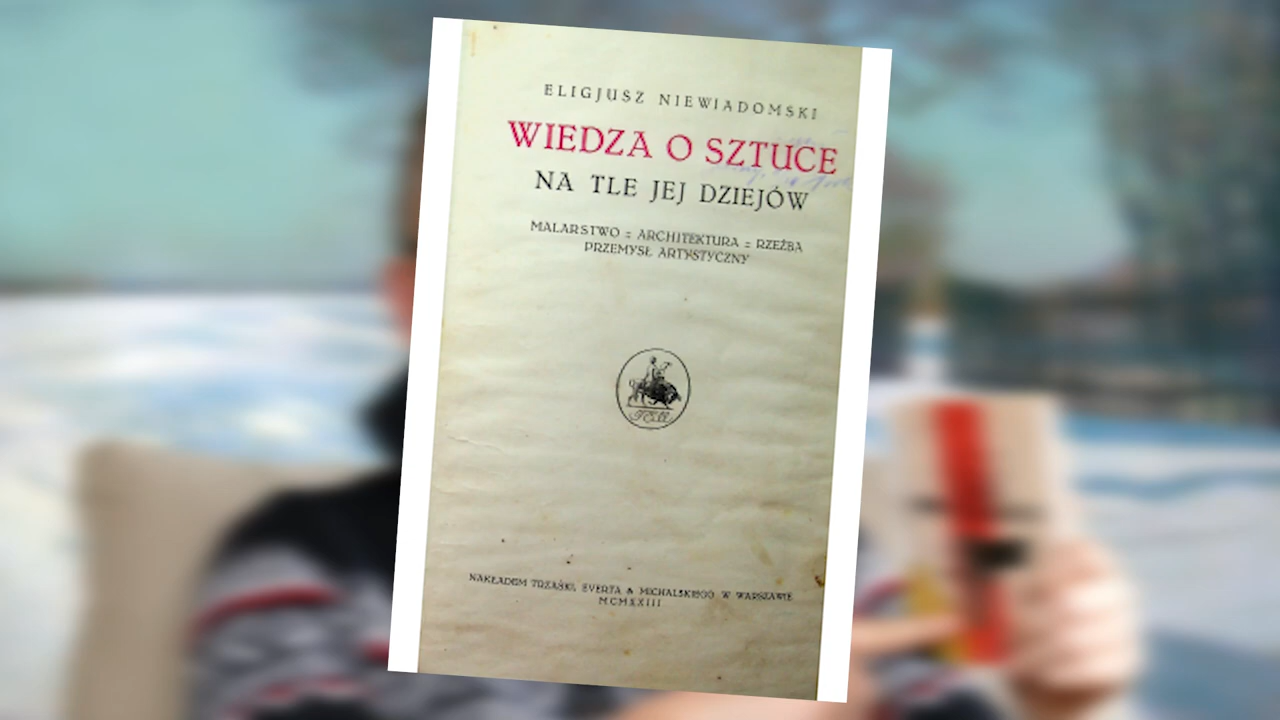 ELIGJUSZ NIEWIADOMSKI
WIEDZA O SZTUCE
NA TLE JEJ DZIEJÓW
MALARSTWO = ARCHITEKTURA = RZEŹBA
PRZEMYSŁ ARTYSTYCZNY
NAKŁADEM TRZASKI, EVERTA & MICHALSKIEGO W WARSZAWIE
MCMXXIII